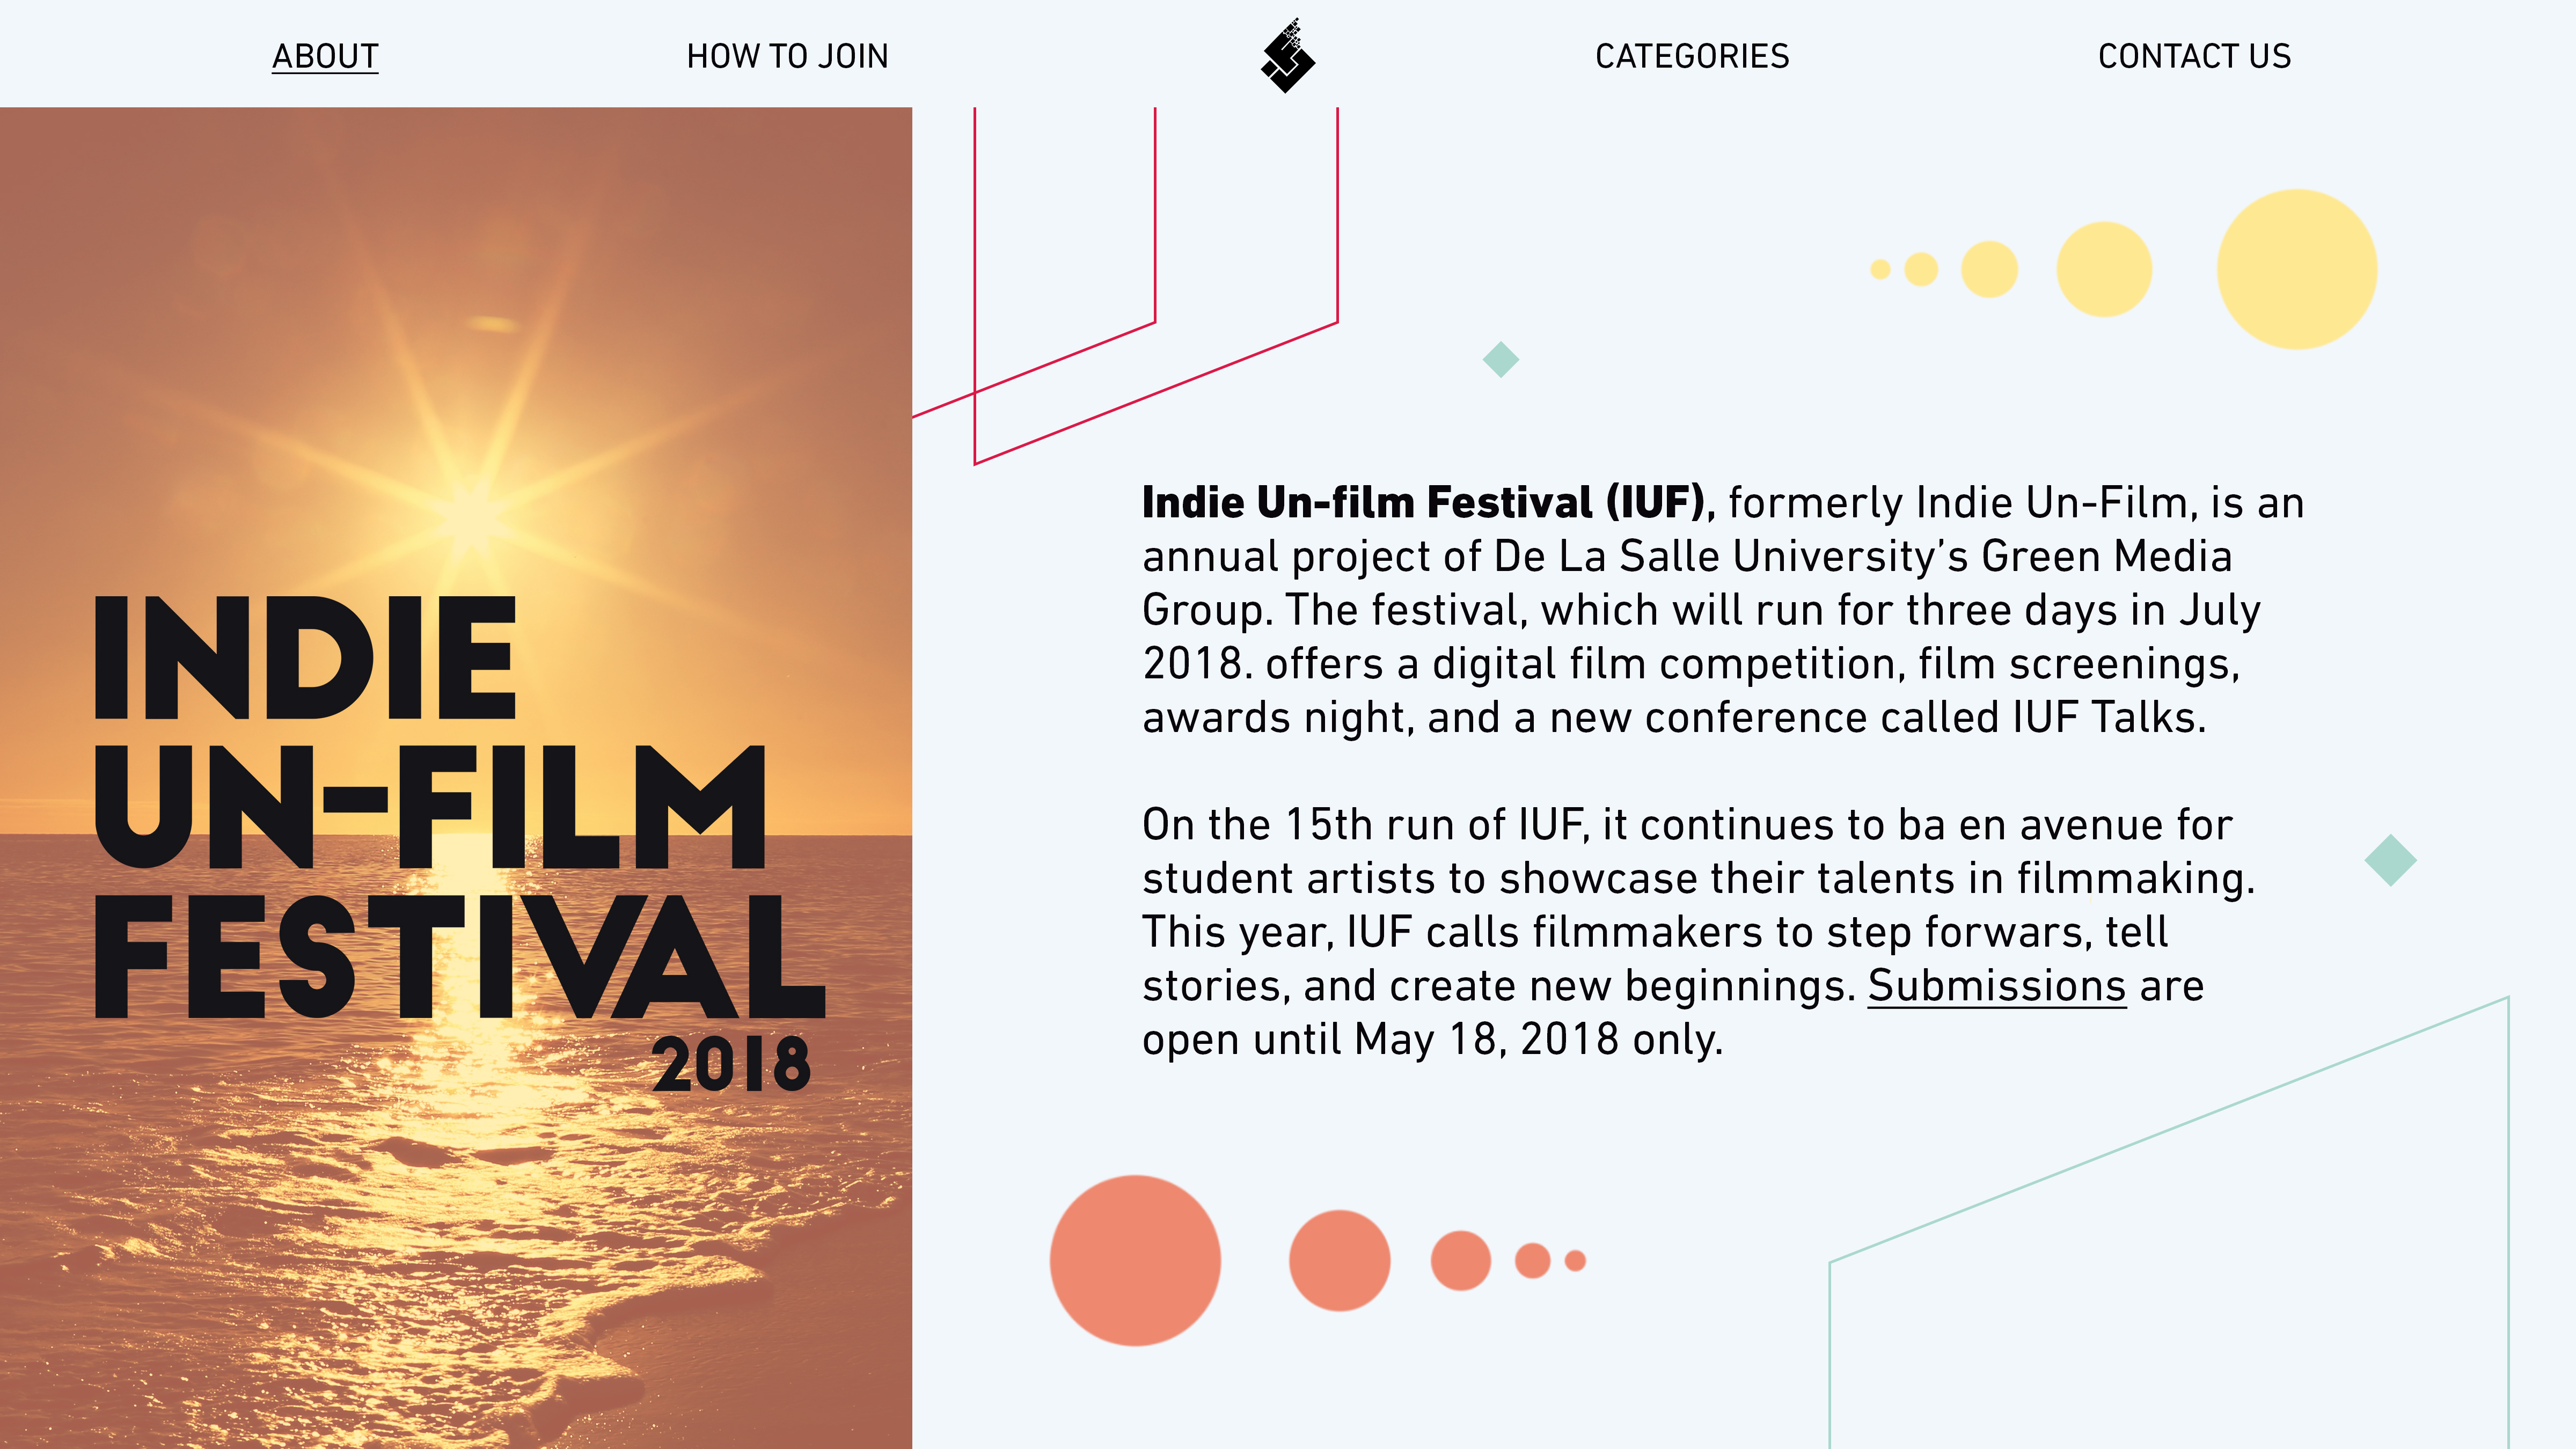 ABOUT
HOW TO JOIN
CATEGORIES
CONTACT US
INDIE
UN-FILM
FESTIVAL
2018
Indie Un-film Festival (IUF), formerly Indie Un-Film, is an
annual project of De La Salle University’s Green Media
Group. The festival, which will run for three days in July
2018. offers a digital film competition, film screenings,
awards night, and a new conference called IUF Talks.
On the 15th run of IUF, it continues to ba en avenue for
student artists to showcase their talents in filmmaking.
This year, IUF calls filmmakers to step forwars, tell
stories, and create new beginnings. Submissions are
open until May 18, 2018 only.